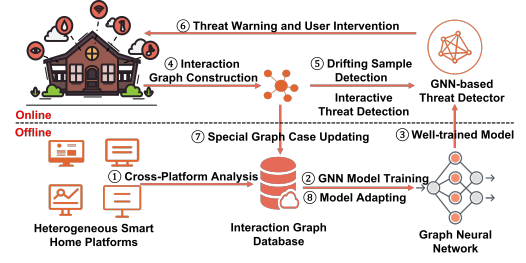 ⑥ Threat Warning and User Intervention
④ Interaction
Graph Construction
⑤ Drifting Sample
Detection
Interactive
Threat Detection
GNN-based
Threat Detector
Online
Offline
⑦ Special Graph Case Updating
③ Well-trained Model
① Cross-Platform Analysis
② GNN Model Training
⑧ Model Adapting
Heterogeneous Smart
Home Platforms
Interaction Graph
Database
Graph Neural
Network